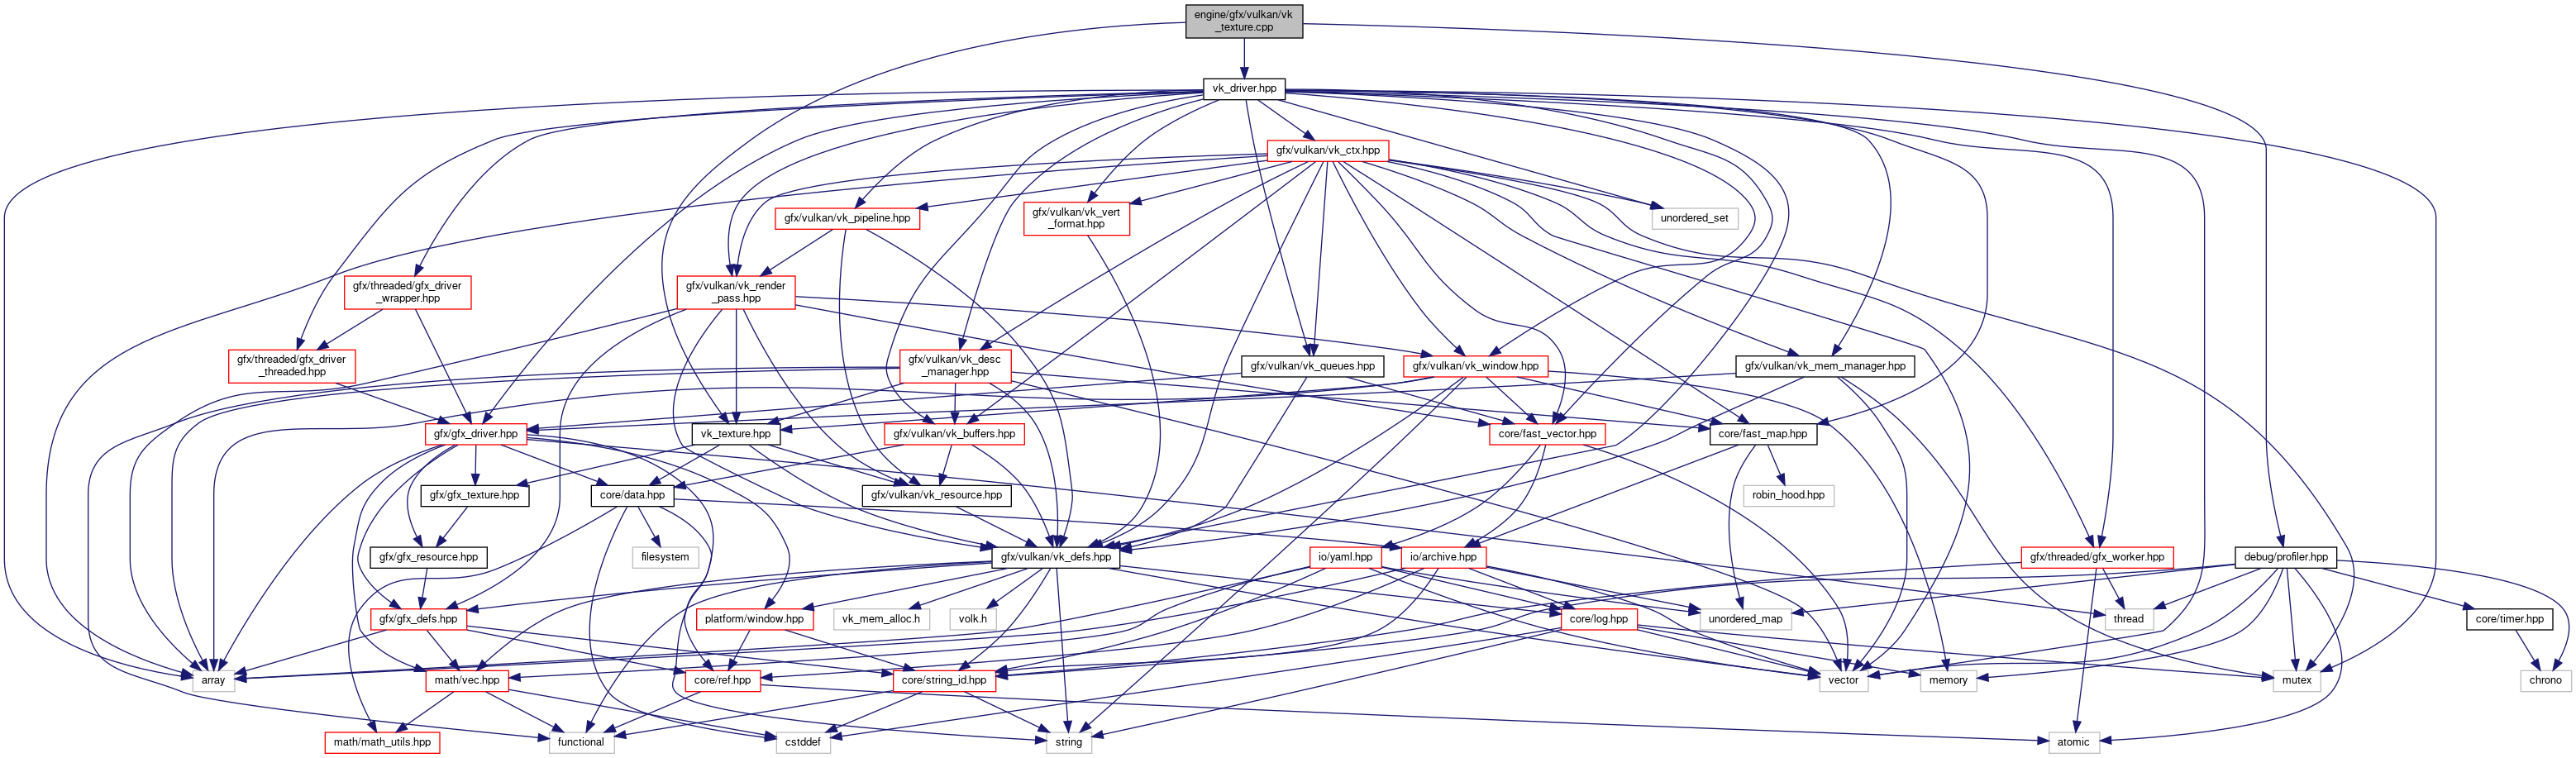 engine/gfx/vulkan/vk
_texture.cpp
vk_driver.hpp
gfx/vulkan/vk_ctx.hpp
gfx/vulkan/vk_pipeline.hpp
gfx/vulkan/vk_vert
_format.hpp
unordered_set
gfx/threaded/gfx_driver
_wrapper.hpp
gfx/vulkan/vk_render
_pass.hpp
gfx/threaded/gfx_driver
_threaded.hpp
gfx/vulkan/vk_desc
_manager.hpp
gfx/vulkan/vk_queues.hpp
gfx/vulkan/vk_window.hpp
gfx/vulkan/vk_mem_manager.hpp
gfx/gfx_driver.hpp
vk_texture.hpp
gfx/vulkan/vk_buffers.hpp
core/fast_vector.hpp
core/fast_map.hpp
gfx/gfx_texture.hpp
core/data.hpp
gfx/vulkan/vk_resource.hpp
robin_hood.hpp
gfx/gfx_resource.hpp
filesystem
gfx/vulkan/vk_defs.hpp
io/yaml.hpp
io/archive.hpp
gfx/threaded/gfx_worker.hpp
debug/profiler.hpp
gfx/gfx_defs.hpp
platform/window.hpp
vk_mem_alloc.h
volk.h
core/log.hpp
unordered_map
thread
core/timer.hpp
array
math/vec.hpp
core/ref.hpp
core/string_id.hpp
vector
memory
mutex
chrono
math/math_utils.hpp
functional
cstddef
string
atomic